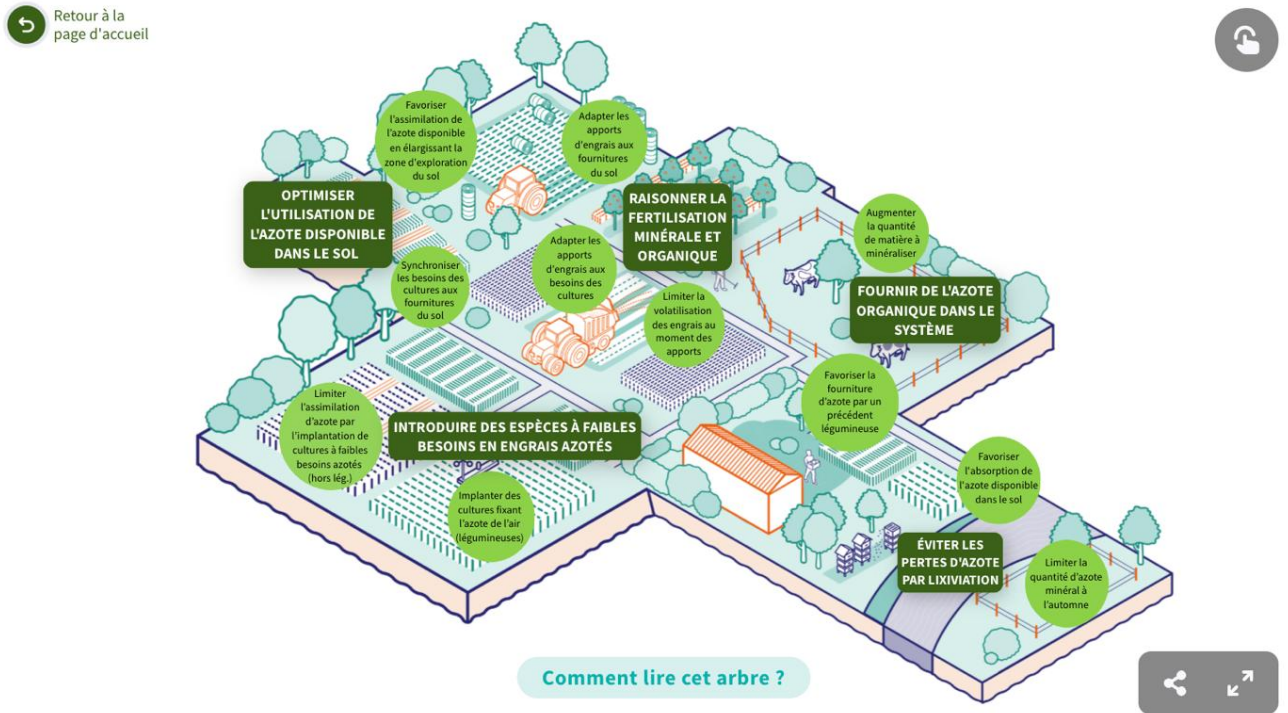 Retour à la
page d'accueil
Favoriser
l'assimilation de
l'azote disponible
en élargissant la
zone d'exploration
du sol
Adapter les
apports
d'engrais aux
fournitures
du sol
OPTIMISER
L'UTILISATION DE
L'AZOTE DISPONIBLE
DANS LE SOL
RAISONNER LA
FERTILISATION
MINÉRALE ET
ORGANIQUE
Augmenter
la quantité
de matière à
minéraliser
Synchroniser
les besoins des
cultures aux
fournitures
du sol
Adapter les
apports
d'engrais aux
besoins des
cultures
Limiter la
volatilisation
des engrais au
moment des
apports
FOURNIR DE L'AZOTE
ORGANIQUE DANS LE
SYSTÈME
Limiter
l'assimilation
d'azote par
l'implantation de
cultures à faibles
besoins azotés
(hors lég.)
INTRODUIRE DES ESPÈCES À FAIBLES
BESOINS EN ENGRAIS AZOTÉS
Favoriser la
fourniture
d'azote par un
précédent
légumineuse
Implanter des
cultures fixant
l'azote de l'air
(légumineuses)
Favoriser
l'absorption de
l'azote disponible
dans le sol
ÉVITER LES
PERTES D'AZOTE
PAR LIXIVIATION
Limiter la
quantité d'azote
minéral à
l'automne
Comment lire cet arbre ?